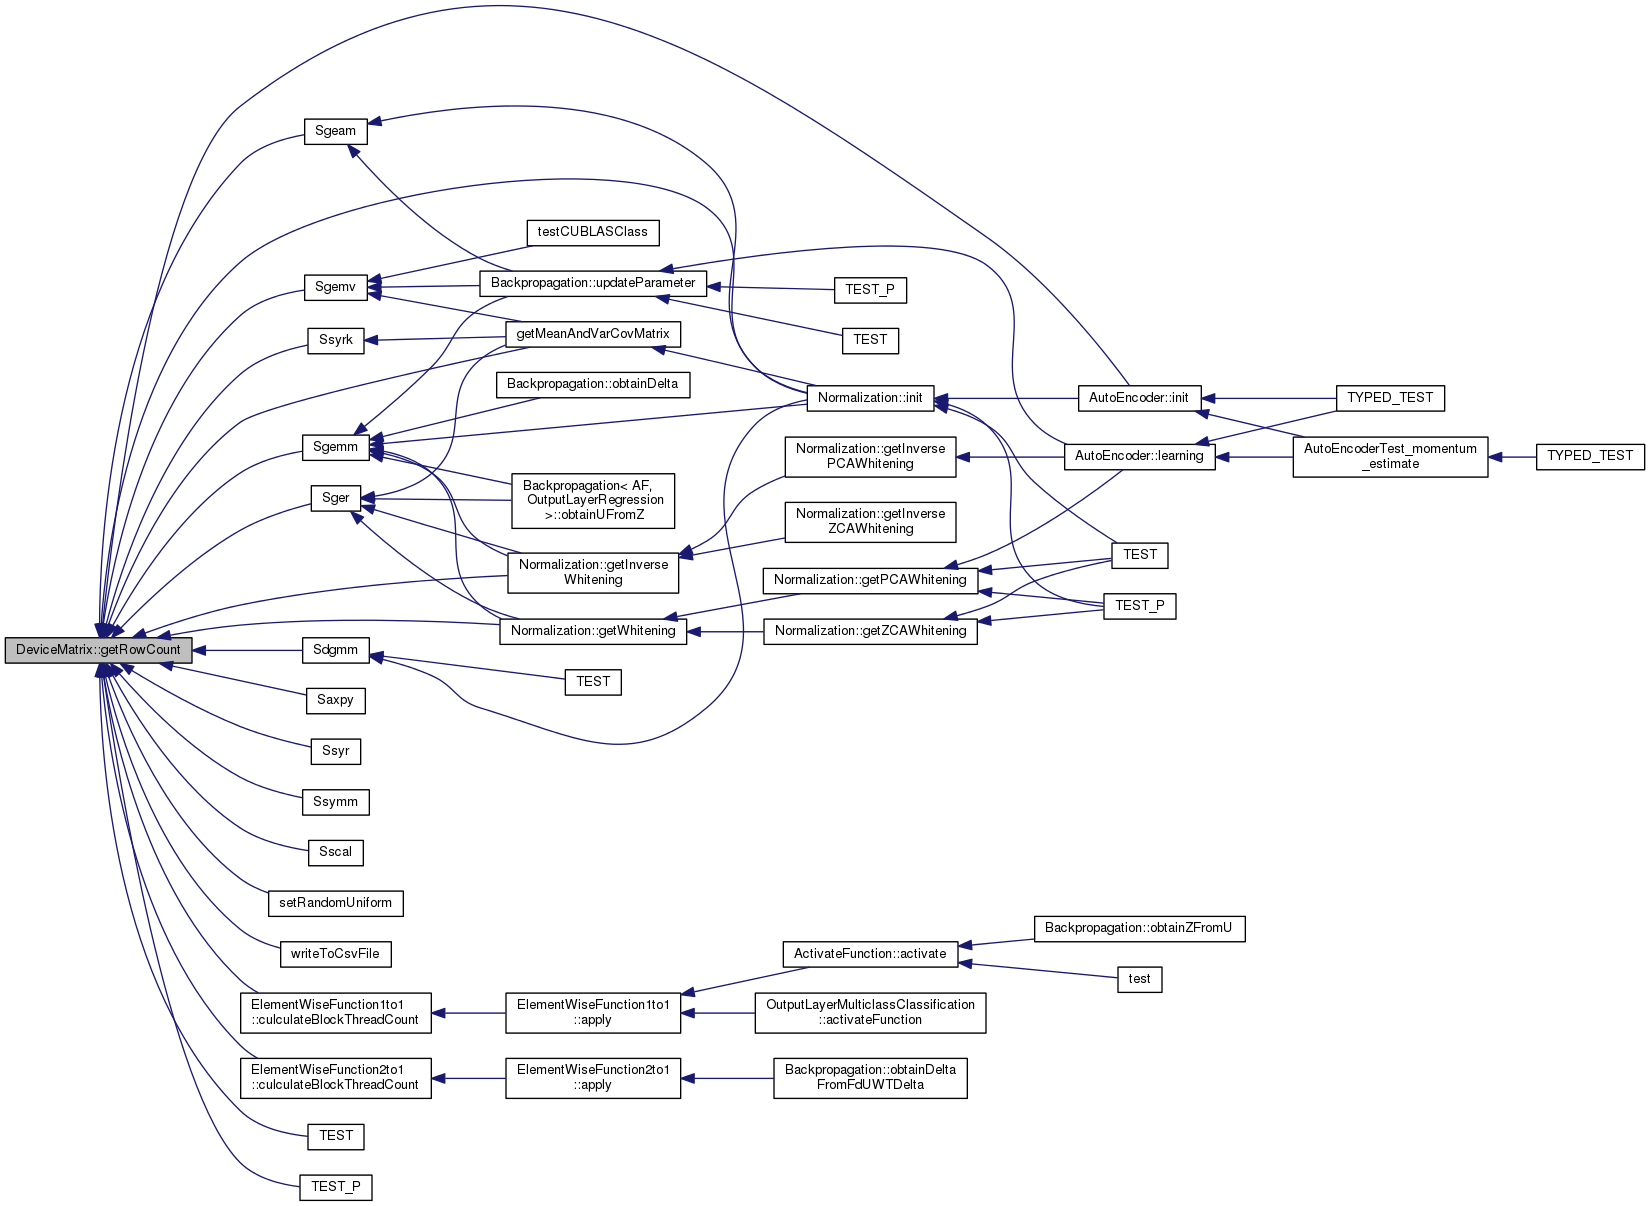 Sgeam
testCUBLASClass
Sgemv
Backpropagation::updateParameter
TEST_P
Ssyrk
getMeanAndVarCovMatrix
TEST
Backpropagation::obtainDelta
Normalization::init
AutoEncoder::init
TYPED_TEST
Sgemm
Normalization::getInverse
PCAWhitening
AutoEncoder::learning
AutoEncoderTest_momentum
_estimate
TYPED_TEST
Sger
Backpropagation< AF,
OutputLayerRegression
>::obtainUFromZ
Normalization::getInverse
ZCAWhitening
Normalization::getInverse
Whitening
Normalization::getPCAWhitening
TEST
TEST_P
Normalization::getWhitening
Normalization::getZCAWhitening
DeviceMatrix::getRowCount
Sdgmm
TEST
Saxpy
Ssyr
Ssymm
Sscal
setRandomUniform
writeToCsvFile
ActivateFunction::activate
Backpropagation::obtainZFromU
test
ElementWiseFunction1to1
::culculateBlockThreadCount
ElementWiseFunction1to1
::apply
OutputLayerMulticlassClassification
::activateFunction
ElementWiseFunction2to1
::culculateBlockThreadCount
ElementWiseFunction2to1
::apply
Backpropagation::obtainDelta
FromFdUWTDelta
TEST
TEST_P